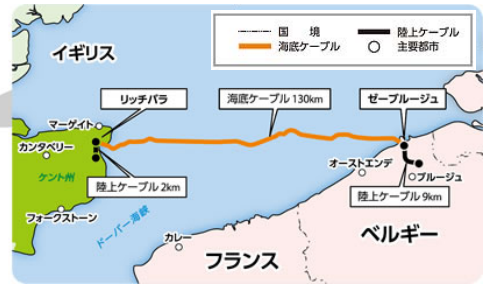 国　境
陸上ケーブル
海底ケーブル
主要都市
イギリス
リッチバラ
海底ケーブル 130km
ゼーブルージュ
マーゲイト
カンタベリー
オーストエンデ
ブルージュ
ケント州
陸上ケーブル 2km
陸上ケーブル 9km
フォークストーン
ドーバー海峡
カレー
フランス
ベルギー